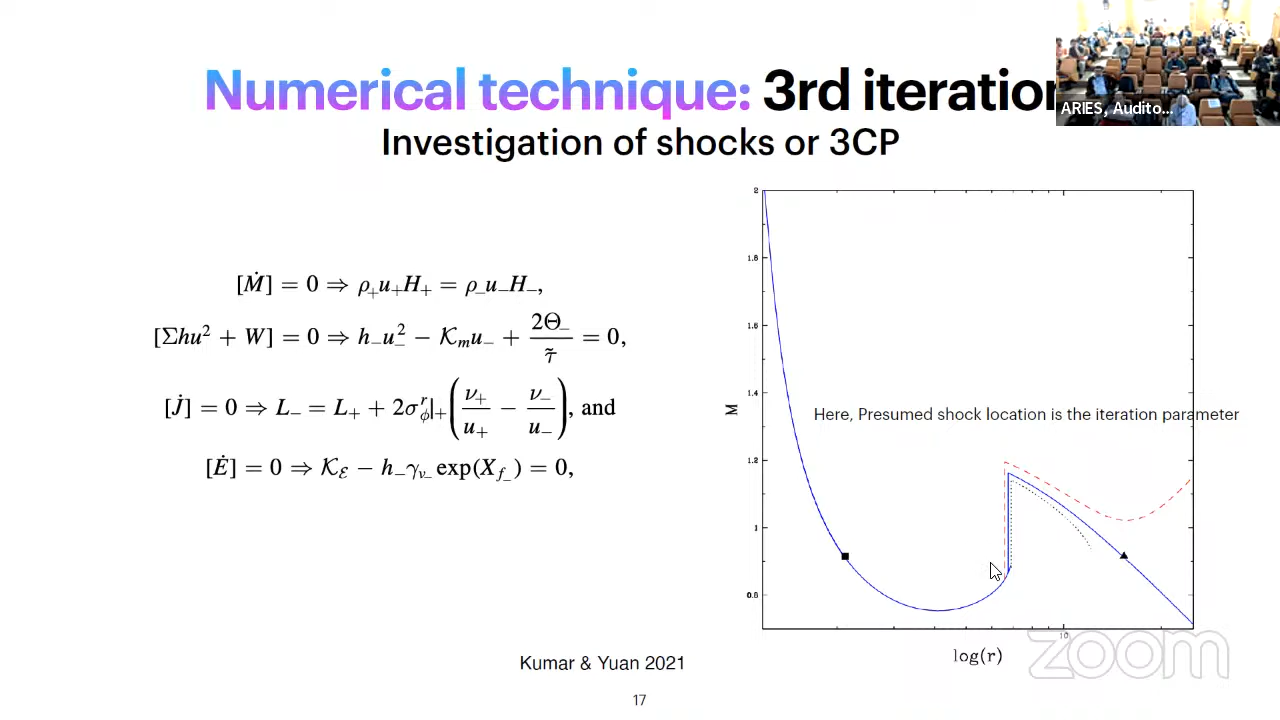 Numerical technique: 3rd iteration
Investigation of shocks or 3CP
ARIES, Audito...
[Ṁ] = 0 ⇒ ρ₊u₊H₊ = ρ₋u₋H₋,
[Σhu² + W] = 0 ⇒ h₋u₋² − 𝒦ₘu₋ + 2Θ₋/τ̃ = 0,
[J̇] = 0 ⇒ L₋ = L₊ + 2σʳ_ϕ|₊ (ν₊/u₊ − ν₋/u₋), and
[Ė] = 0 ⇒ 𝒦_ℰ − h₋γ_v₋ exp(X_f₋) = 0,
2
1.8
1.6
1.4
1.2
1
0.8
M
Here, Presumed shock location is the iteration parameter
10
log(r)
zoom
Kumar & Yuan 2021
17